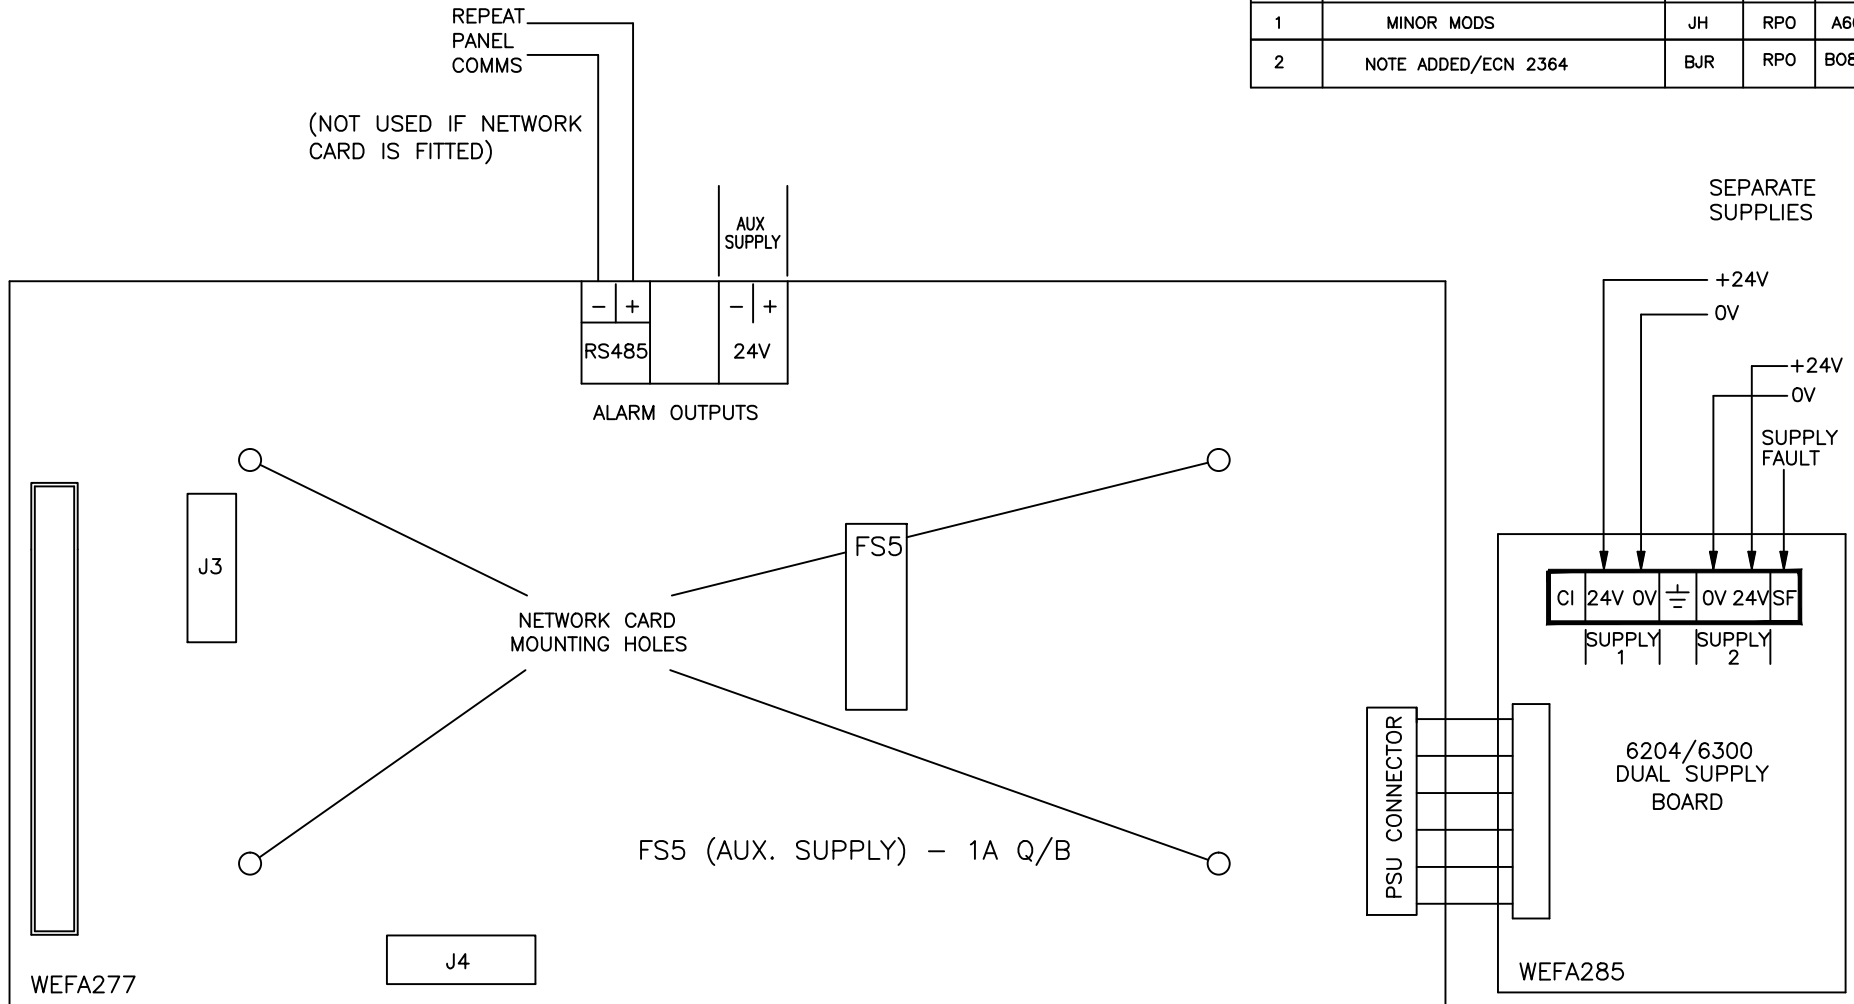 REPEAT
PANEL
COMMS
(NOT USED IF NETWORK
CARD IS FITTED)
1 MINOR MODS JH RPO
2 NOTE ADDED/ECN 2364 BJR RPO
SEPARATE
SUPPLIES
AUX
SUPPLY
+24V
0V
+24V
0V
SUPPLY
FAULT
- +
- +
RS485
24V
ALARM OUTPUTS
J3
FS5
NETWORK CARD
MOUNTING HOLES
CI 24V 0V ⏚ 0V 24V SF
SUPPLY
1
SUPPLY
2
PSU CONNECTOR
6204/6300
DUAL SUPPLY
BOARD
FS5 (AUX. SUPPLY) - 1A Q/B
J4
WEFA277
WEFA285